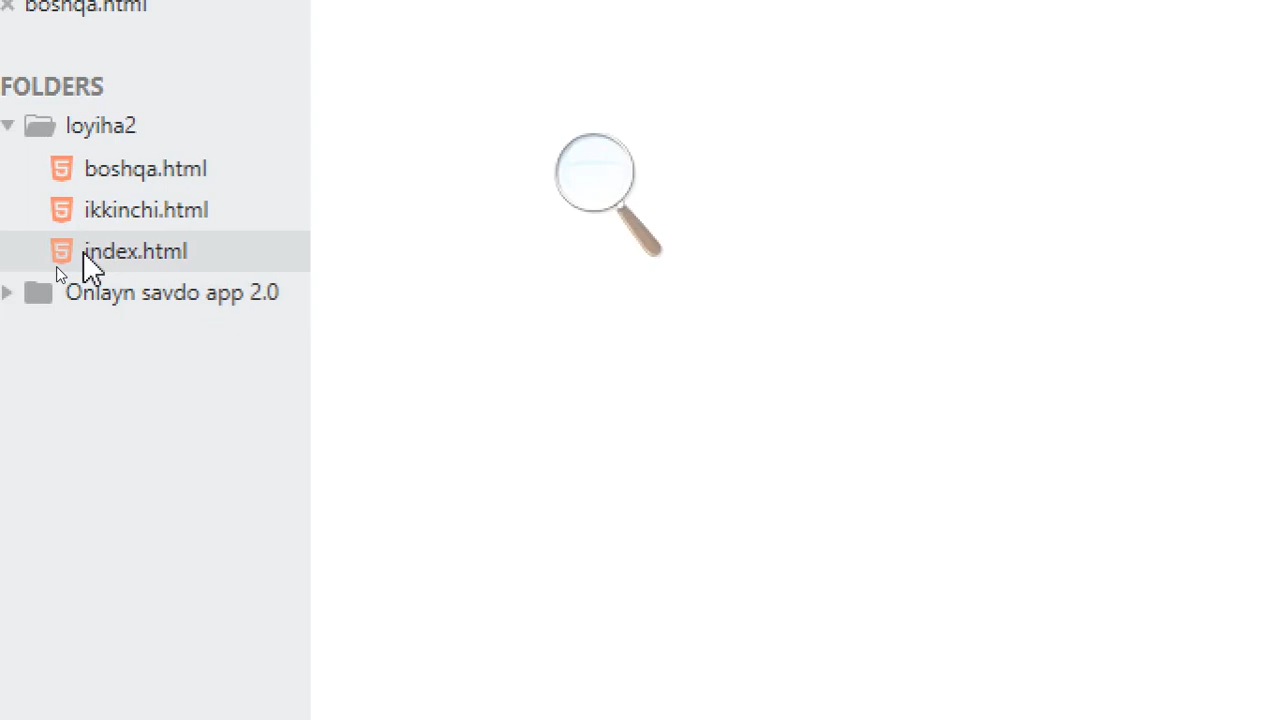 boshqa.html
FOLDERS
loyiha2
boshqa.html
ikkinchi.html
index.html
Onlayn savdo app 2.0